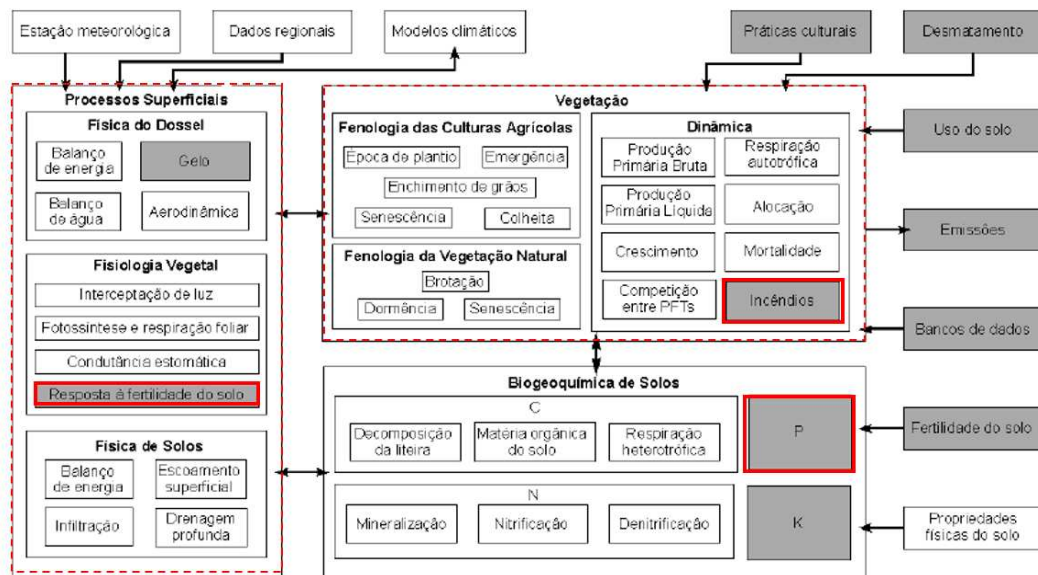 Estação meteorológica
Dados regionais
Modelos climáticos
Práticas culturais
Desmatamento
Processos Superficiais
Física do Dossel
Balanço
de energia
Gelo
Balanço
de água
Aerodinâmica
Fisiologia Vegetal
Interceptação de luz
Fotossíntese e respiração foliar
Condutância estomática
Resposta à fertilidade do solo
Física de Solos
Balanço
de energia
Escoamento
superficial
Infiltração
Drenagem
profunda
Vegetação
Fenologia das Culturas Agrícolas
Época de plantio
Emergência
Enchimento de grãos
Senescência
Colheita
Fenologia da Vegetação Natural
Brotação
Dormência
Senescência
Dinâmica
Produção
Primária Bruta
Respiração
autotrófica
Produção
Primária Líquida
Alocação
Crescimento
Mortalidade
Competição
entre PFTs
Incêndios
Biogeoquímica de Solos
C
Decomposição
da liteira
Matéria orgânica
do solo
Respiração
heterotrófica
P
N
Mineralização
Nitrificação
Denitrificação
K
Uso do solo
Emissões
Bancos de dados
Fertilidade do solo
Propriedades
físicas do solo